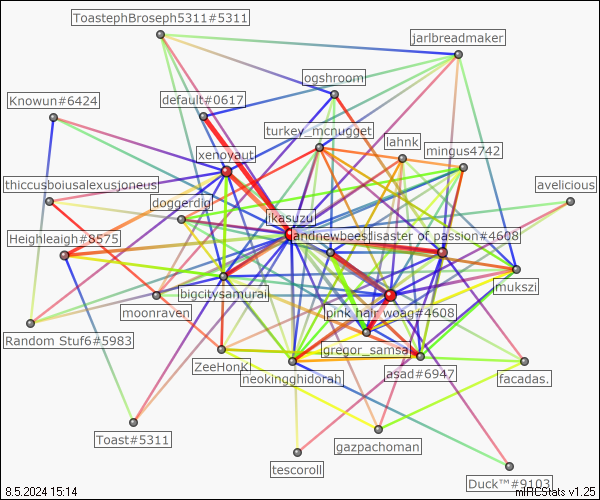 ToastephBroseph5311#5311
jarlbreadmaker
ogshroom
Knowun#6424
default#0617
turkey_mcnugget
lahnk
mingus4742
xenoyaut
thiccusboiusalexusjoneus
avelicious
doggerdig
ikasuzu
Heighleaigh#8575
landnewbees
disaster of passion#4608
mukszi
bigcitysamurai
moonraven
pink hair woag#4608
Random Stuf6#5983
gregor_samsa
ZeeHonk
neokingghidorah
asad#6947
facadas.
Toast#5311
gazpachoman
tescoroll
Duck™#9103
8.5.2024 15:14
mIRCStats v1.25